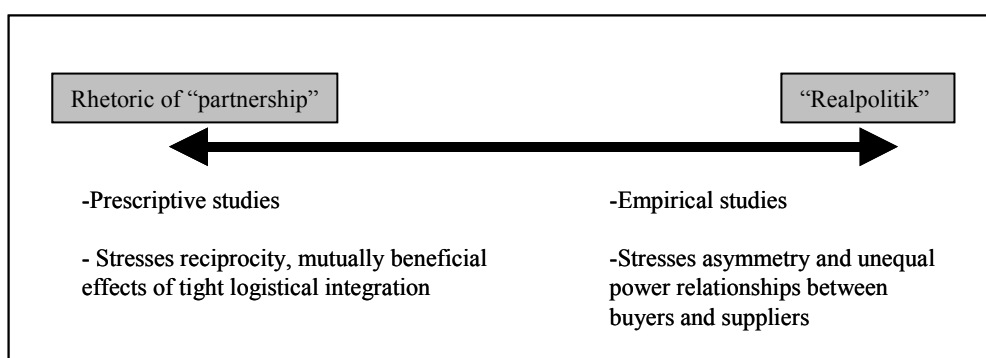 Rhetoric of “partnership”
“Realpolitik”
-Prescriptive studies
- Stresses reciprocity, mutually beneficial
effects of tight logistical integration
-Empirical studies
-Stresses asymmetry and unequal
power relationships between
buyers and suppliers